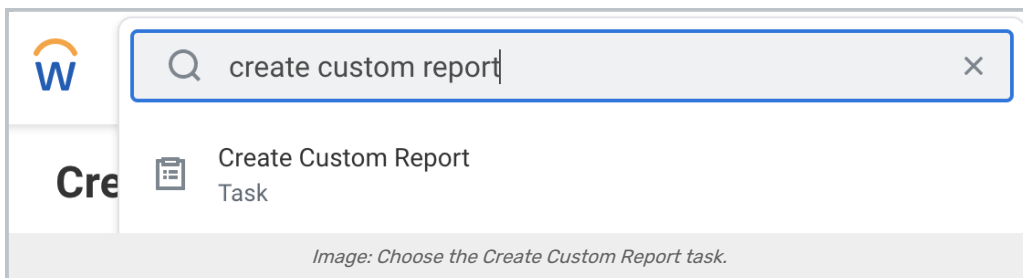 W
create custom report
Create Custom Report
Task
Cre
Image: Choose the Create Custom Report task.